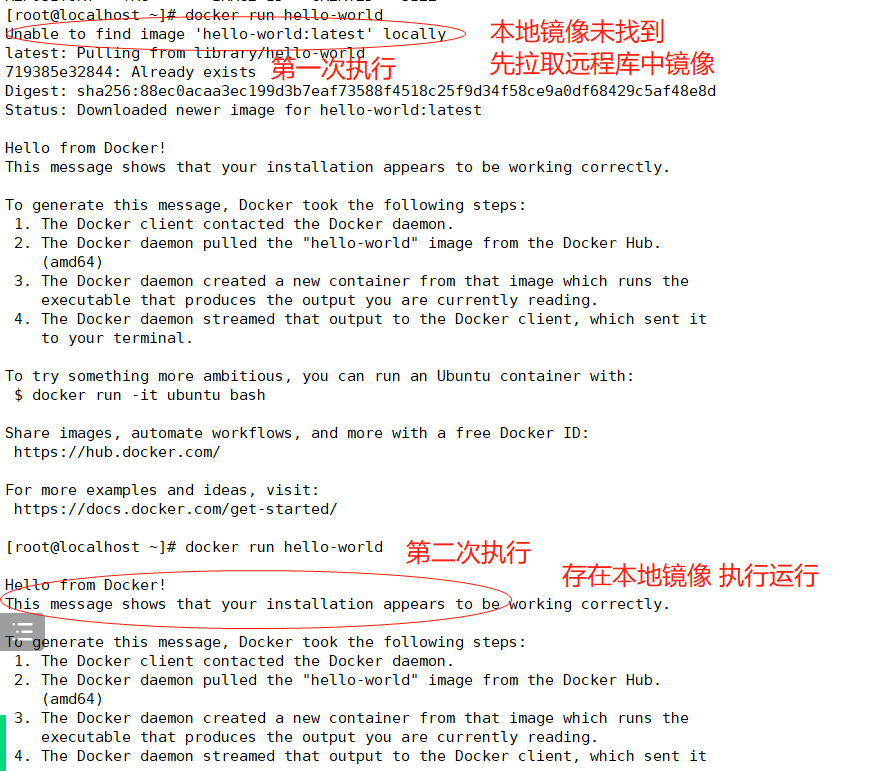 [root@localhost ~]# docker run hello-world
Unable to find image 'hello-world:latest' locally
本地镜像未找到
latest: Pulling from library/hello-world
先拉取远程库中镜像
719385e32844: Already exists
第一次执行
Digest: sha256:88ec0acaa3ec199d3b7eaf73588f4518c25f9d34f58ce9a0df68429c5af48e8d
Status: Downloaded newer image for hello-world:latest
Hello from Docker!
This message shows that your installation appears to be working correctly.
To generate this message, Docker took the following steps:
1. The Docker client contacted the Docker daemon.
2. The Docker daemon pulled the "hello-world" image from the Docker Hub.
(amd64)
3. The Docker daemon created a new container from that image which runs the
executable that produces the output you are currently reading.
4. The Docker daemon streamed that output to the Docker client, which sent it
to your terminal.
To try something more ambitious, you can run an Ubuntu container with:
$ docker run -it ubuntu bash
Share images, automate workflows, and more with a free Docker ID:
https://hub.docker.com/
For more examples and ideas, visit:
https://docs.docker.com/get-started/
[root@localhost ~]# docker run hello-world
第二次执行
存在本地镜像 执行运行
Hello from Docker!
This message shows that your installation appears to be working correctly.
To generate this message, Docker took the following steps:
1. The Docker client contacted the Docker daemon.
2. The Docker daemon pulled the "hello-world" image from the Docker Hub.
(amd64)
3. The Docker daemon created a new container from that image which runs the
executable that produces the output you are currently reading.
4. The Docker daemon streamed that output to the Docker client, which sent it